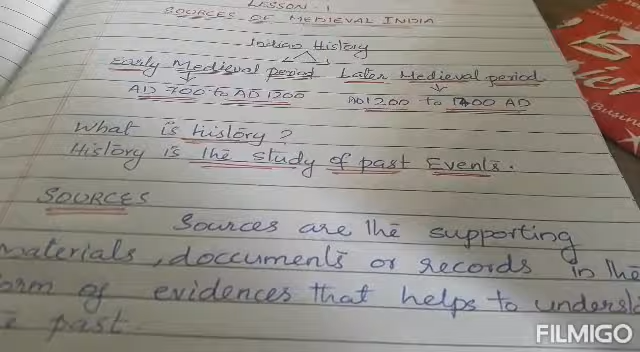 LESSON - 1
SOURCES OF MEDIEVAL INDIA
Indian History
Early Medieval period Later Medieval period
AD 700 to AD 1200 AD 1200 to 1700 AD
What is history?
History is the study of past Events.
SOURCES
Sources are the supporting
materials, doccuments or records in the
form of evidences that helps to underst
e past.
FILMIGO